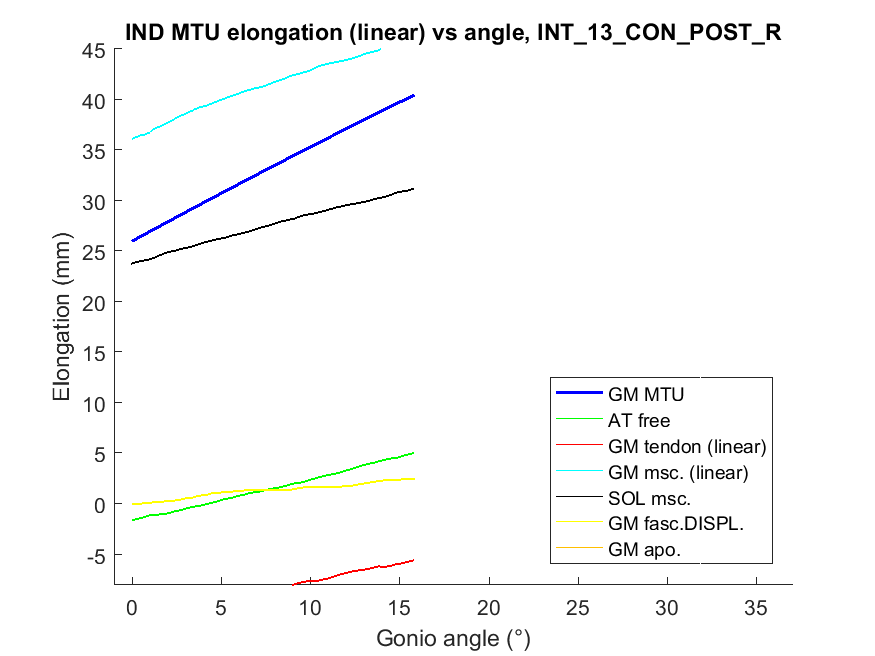 IND MTU elongation (linear) vs angle, INT_13_CON_POST_R
45
40
35
30
25
20
15
10
5
0
-5
Elongation (mm)
0 5 10 15 20 25 30 35
Gonio angle (°)
GM MTU
AT free
GM tendon (linear)
GM msc. (linear)
SOL msc.
GM fasc.DISPL.
GM apo.